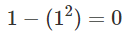 1 − (1²) = 0